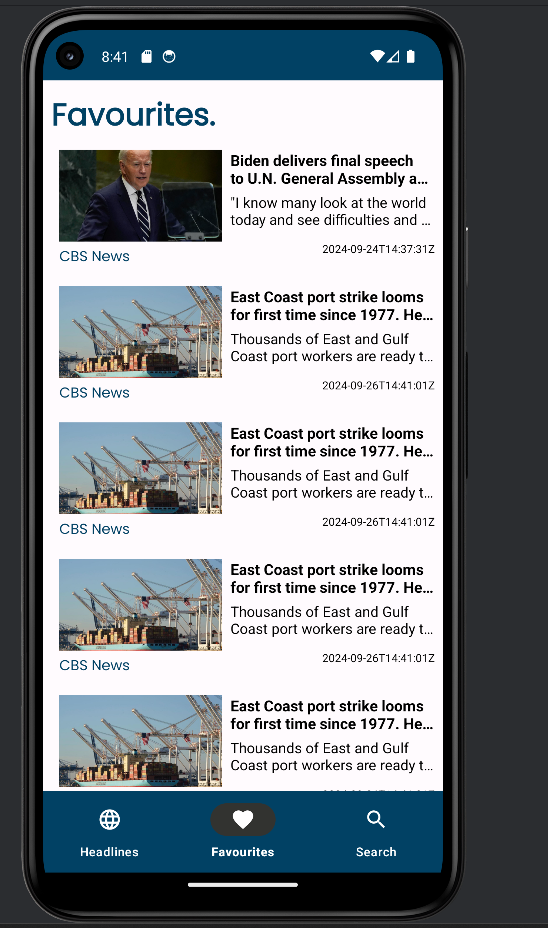 8:41
Favourites.
Biden delivers final speech
to U.N. General Assembly a...
"I know many look at the world
today and see difficulties and ...
2024-09-24T14:37:31Z
CBS News
East Coast port strike looms
for first time since 1977. He...
Thousands of East and Gulf
Coast port workers are ready t...
2024-09-26T14:41:01Z
CBS News
East Coast port strike looms
for first time since 1977. He...
Thousands of East and Gulf
Coast port workers are ready t...
2024-09-26T14:41:01Z
CBS News
East Coast port strike looms
for first time since 1977. He...
Thousands of East and Gulf
Coast port workers are ready t...
2024-09-26T14:41:01Z
CBS News
East Coast port strike looms
for first time since 1977. He...
Thousands of East and Gulf
Coast port workers are ready t...
Headlines
Favourites
Search